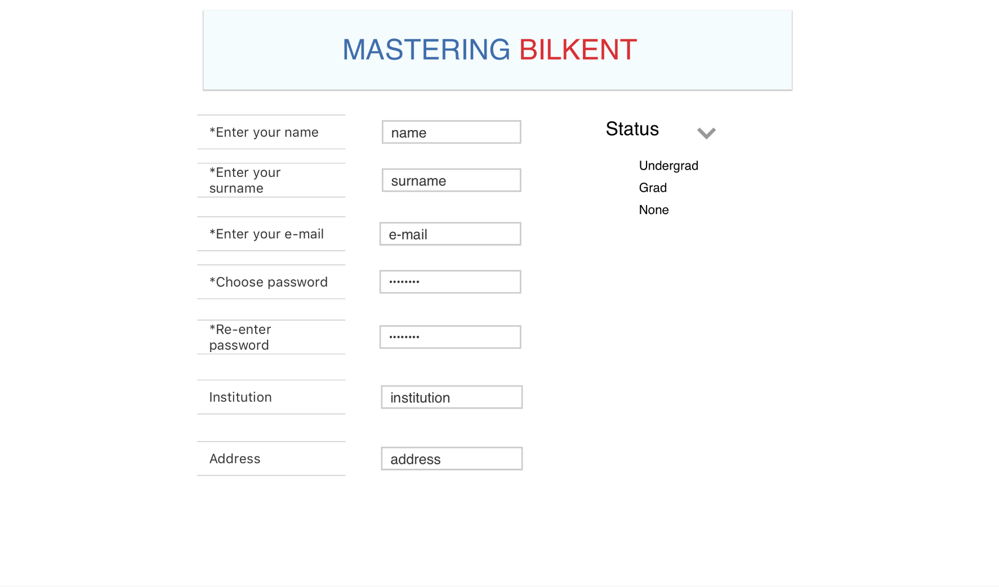 MASTERING BILKENT
*Enter your name
name
*Enter your
surname
surname
*Enter your e-mail
e-mail
*Choose password
••••••••
*Re-enter
password
••••••••
Institution
institution
Address
address
Status
Undergrad
Grad
None